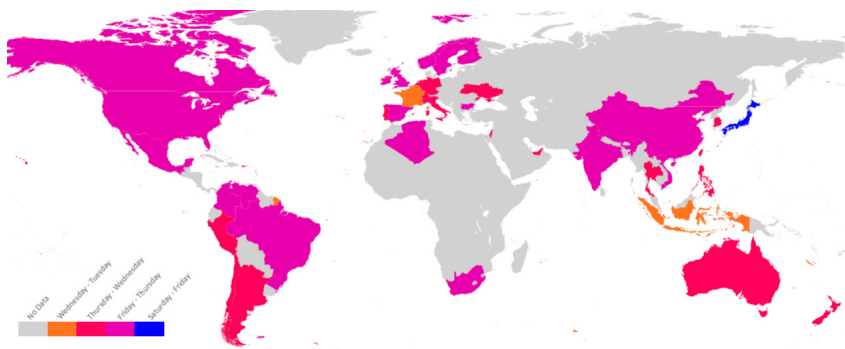 No Data
Wednesday - Tuesday
Thursday - Wednesday
Friday - Thursday
Saturday - Friday